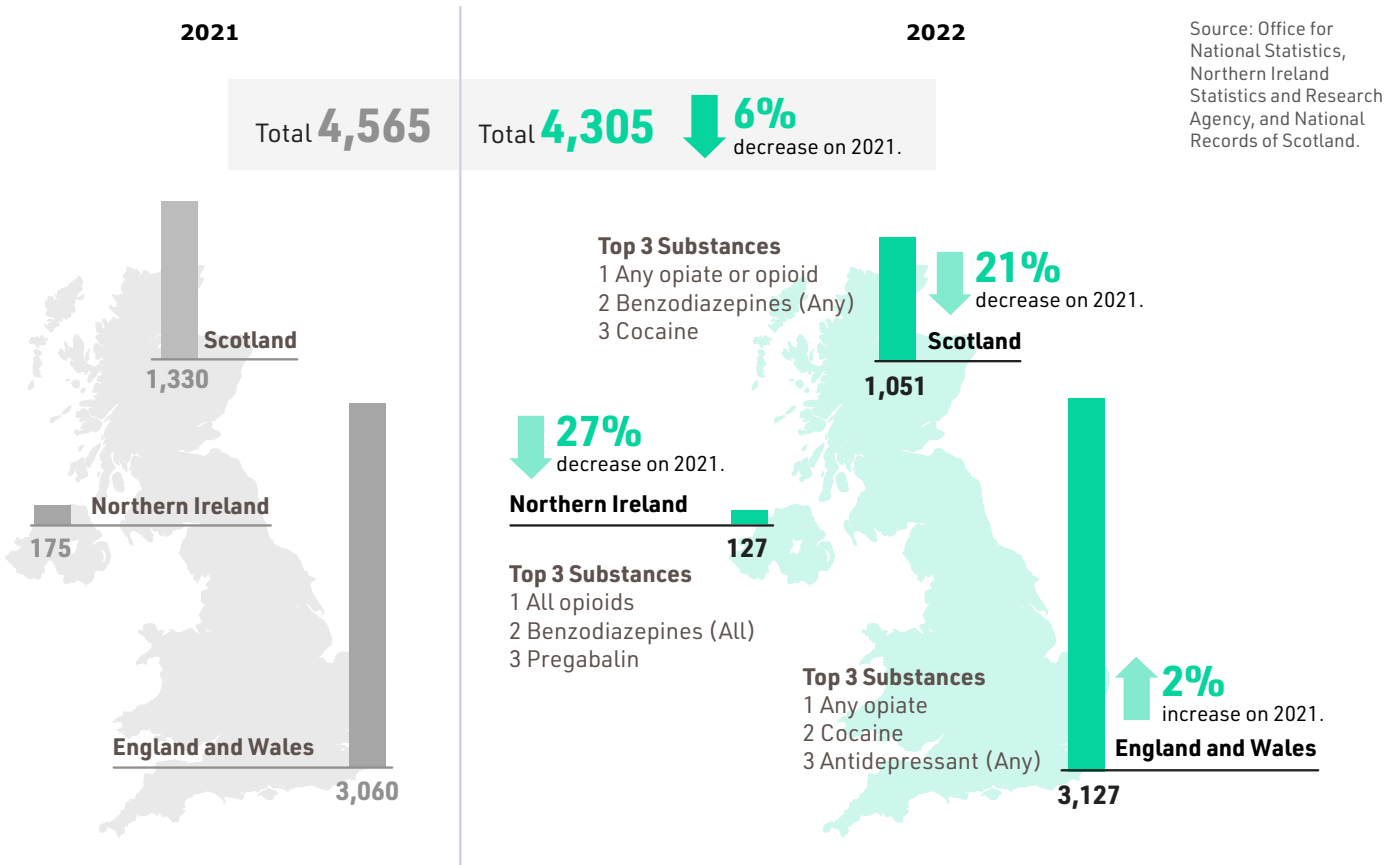 2021
2022
Source: Office for
National Statistics,
Northern Ireland
Statistics and Research
Agency, and National
Records of Scotland.
Total 4,565
Total 4,305
6%
decrease on 2021.
Scotland
1,330
Northern Ireland
175
England and Wales
3,060
Top 3 Substances
1 Any opiate or opioid
2 Benzodiazepines (Any)
3 Cocaine
21%
decrease on 2021.
Scotland
1,051
27%
decrease on 2021.
Northern Ireland
127
Top 3 Substances
1 All opioids
2 Benzodiazepines (All)
3 Pregabalin
Top 3 Substances
1 Any opiate
2 Cocaine
3 Antidepressant (Any)
2%
increase on 2021.
England and Wales
3,127